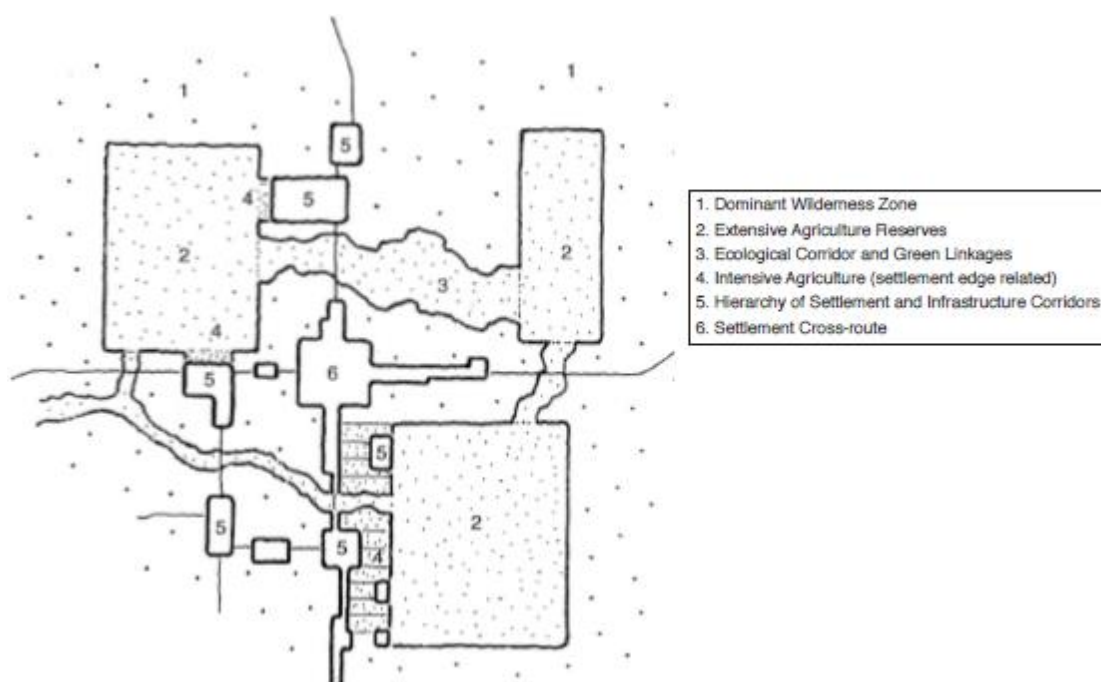 1
1
5
4
5
2
3
2
4
5
6
5
2
5
5
4
1. Dominant Wilderness Zone
2. Extensive Agriculture Reserves
3. Ecological Corridor and Green Linkages
4. Intensive Agriculture (settlement edge related)
5. Hierarchy of Settlement and Infrastructure Corridors
6. Settlement Cross-route